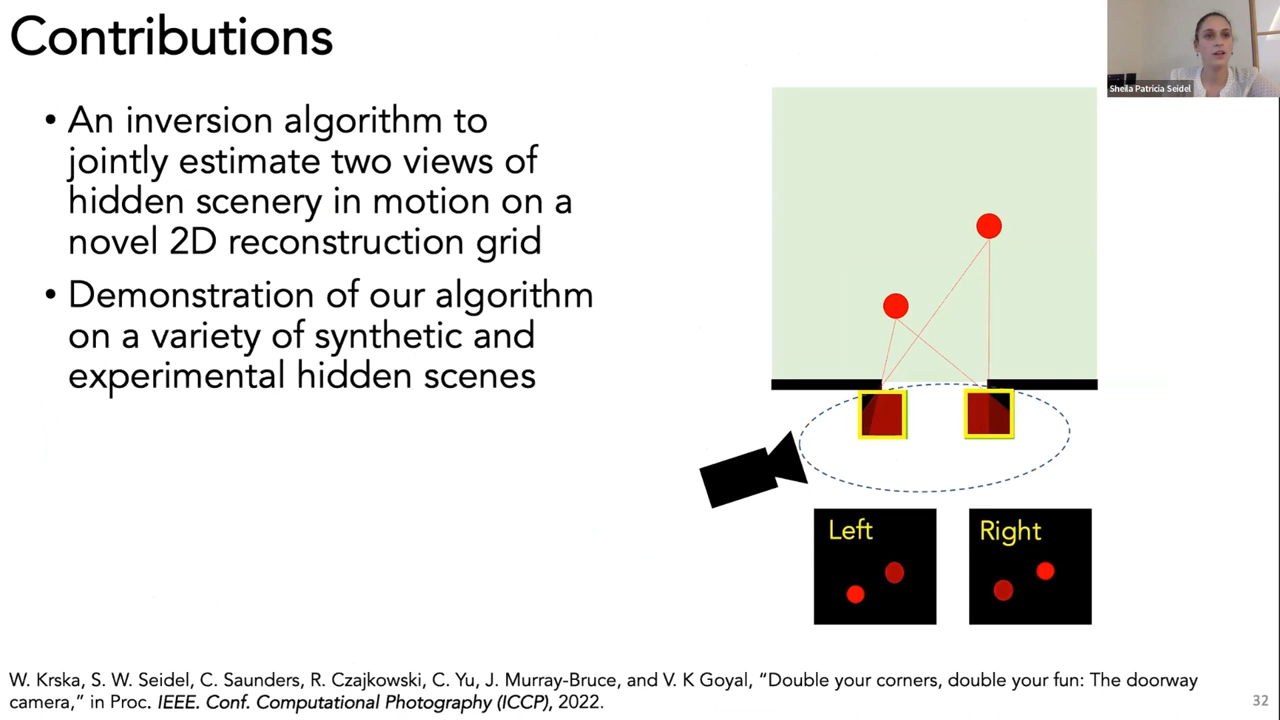 Contributions
Sheila Patricia Seidel
• An inversion algorithm to
jointly estimate two views of
hidden scenery in motion on a
novel 2D reconstruction grid
• Demonstration of our algorithm
on a variety of synthetic and
experimental hidden scenes
Left
Right
W. Krska, S. W. Seidel, C. Saunders, R. Czajkowski, C. Yu, J. Murray-Bruce, and V. K Goyal, “Double your corners, double your fun: The doorway
camera,” in Proc. IEEE. Conf. Computational Photography (ICCP), 2022.
32